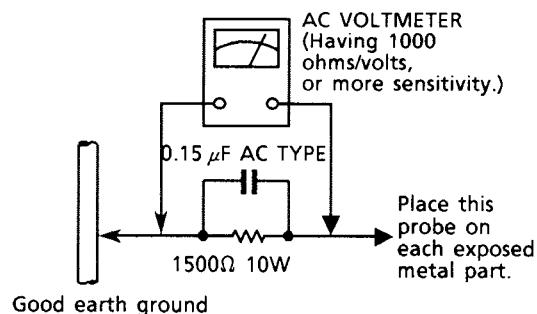 AC VOLTMETER
(Having 1000
ohms/volts,
or more sensitivity.)
0.15 μF AC TYPE
1500Ω 10W
Place this
probe on
each exposed
metal part.
Good earth ground